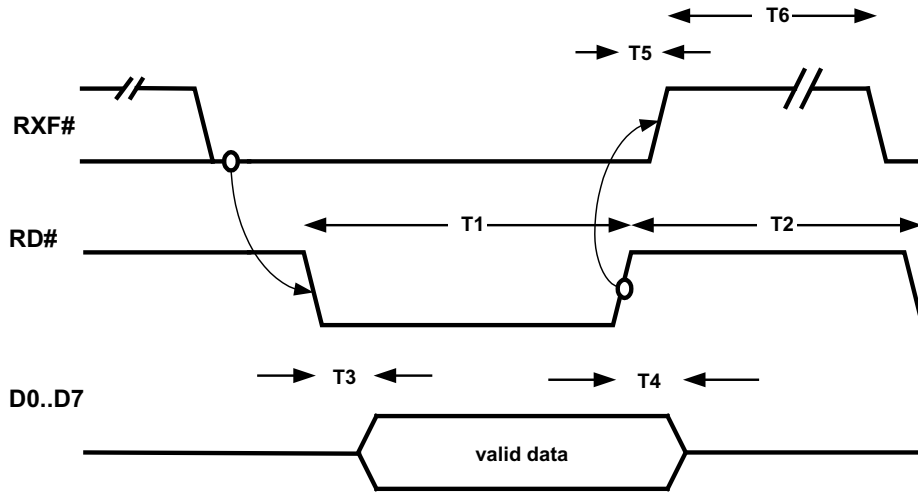 T6
T5
RXF#
T1
T2
RD#
T3
T4
D0..D7
valid data